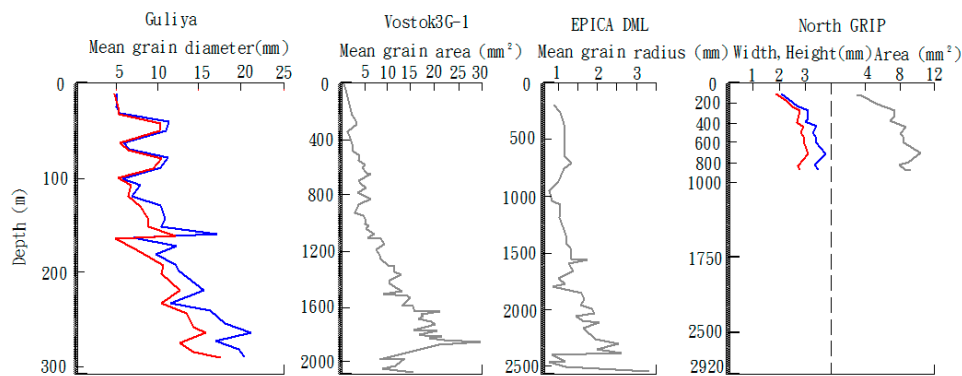 Guliya
Mean grain diameter(mm)
0 5 10 15 25
0
100
200
300
Depth (m)
Vostok3G-1
Mean grain area (mm²)
5 10 15 20 25 30
0
400
800
1200
1600
2000
EPICA DML
Mean grain radius (mm)
1 2 3
0
500
1000
1500
2000
2500
North GRIP
Width, Height(mm) Area (mm²)
1 2 3 4 8 12
0
200
400
600
800
1000
1750
2500
2920